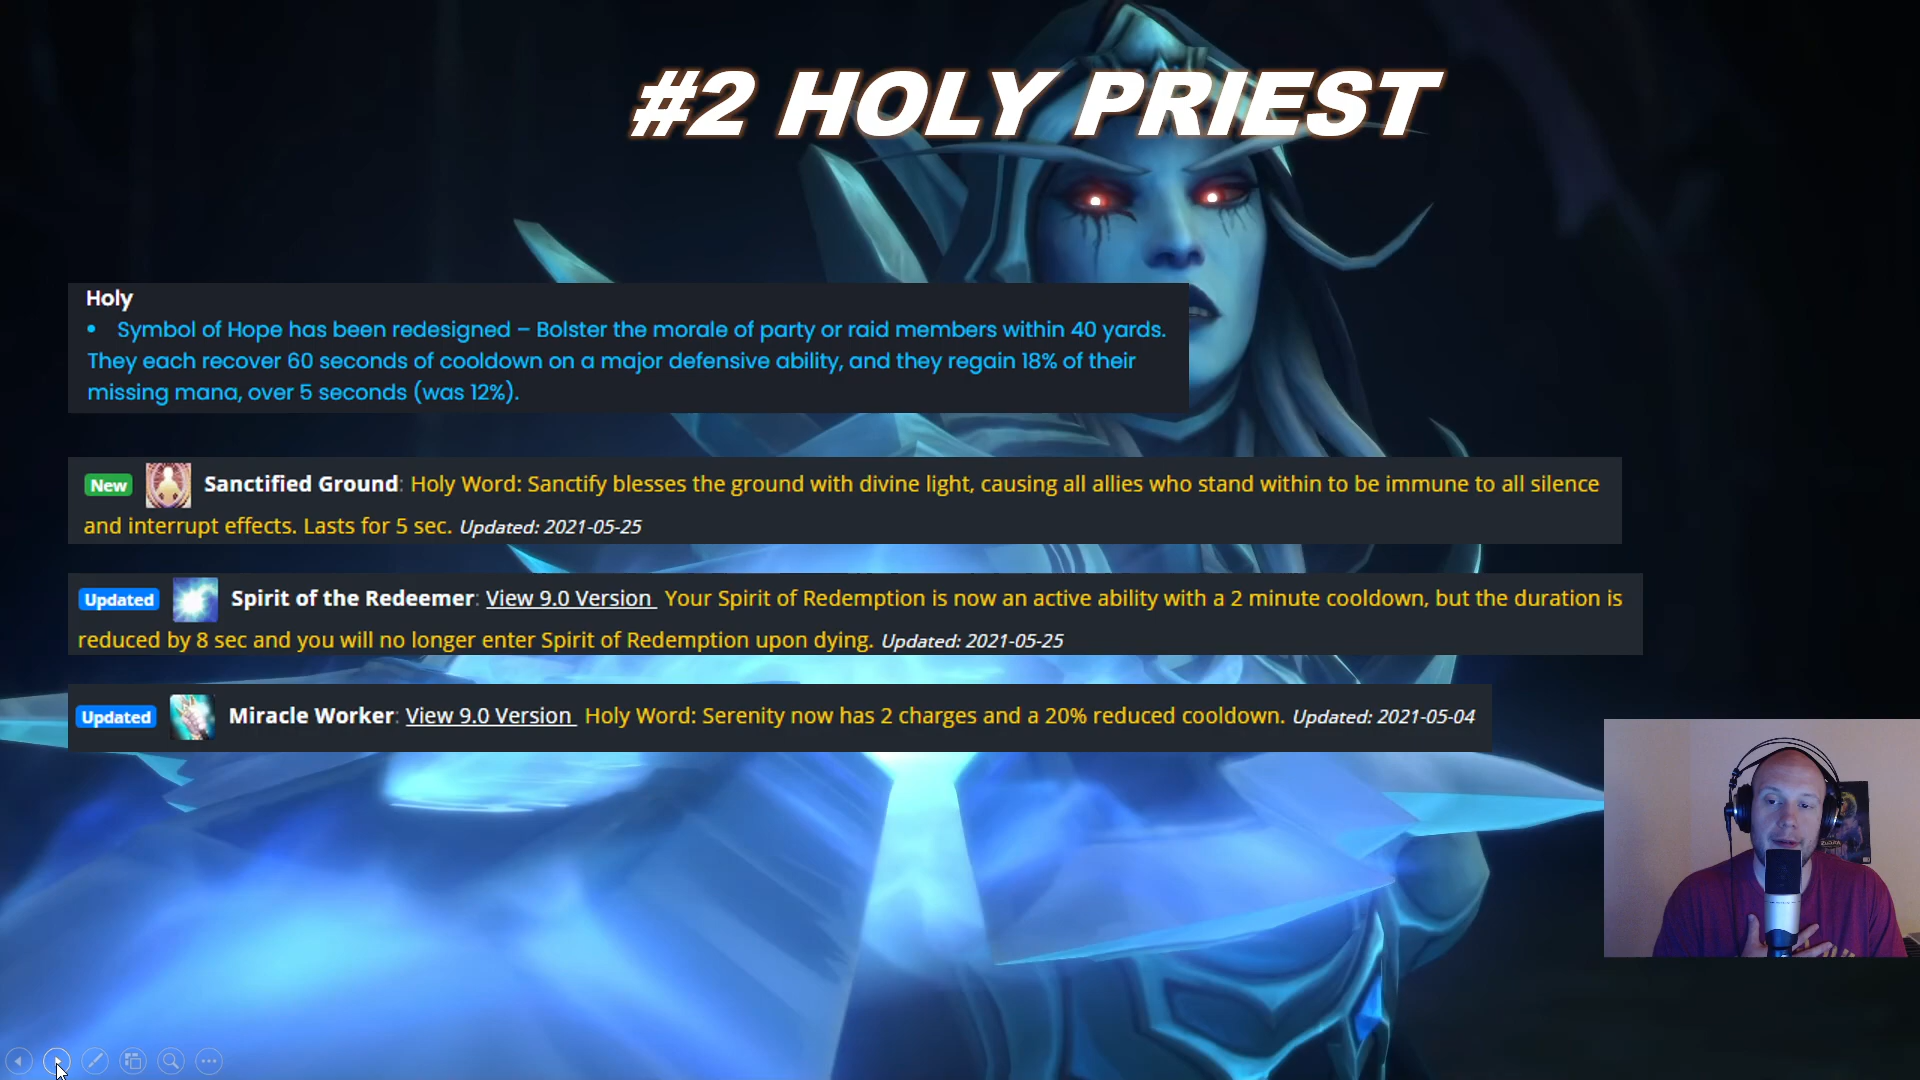 #2 HOLY PRIEST
Holy
• Symbol of Hope has been redesigned – Bolster the morale of party or raid members within 40 yards.
They each recover 60 seconds of cooldown on a major defensive ability, and they regain 18% of their
missing mana, over 5 seconds (was 12%).
New Sanctified Ground: Holy Word: Sanctify blesses the ground with divine light, causing all allies who stand within to be immune to all silence
and interrupt effects. Lasts for 5 sec. Updated: 2021-05-25
Updated Spirit of the Redeemer: View 9.0 Version Your Spirit of Redemption is now an active ability with a 2 minute cooldown, but the duration is
reduced by 8 sec and you will no longer enter Spirit of Redemption upon dying. Updated: 2021-05-25
Updated Miracle Worker: View 9.0 Version Holy Word: Serenity now has 2 charges and a 20% reduced cooldown. Updated: 2021-05-04